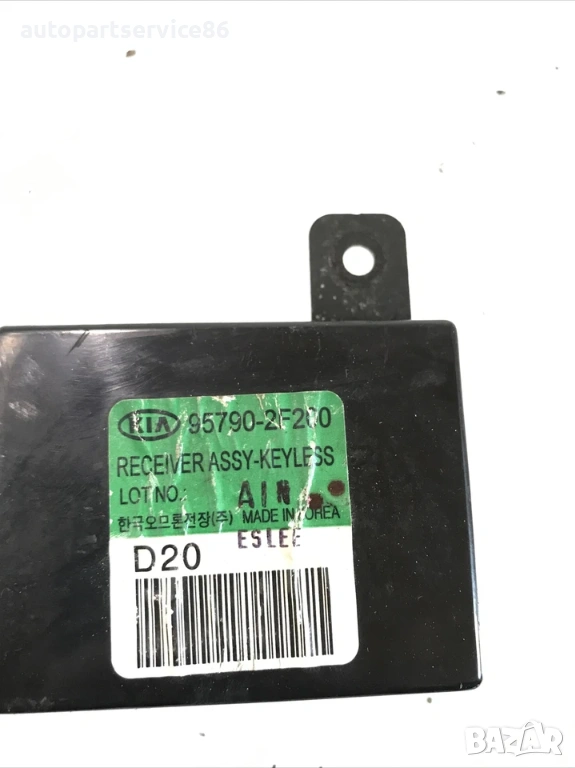 autopartservice86
KIA 95790-2F200
RECEIVER ASSY-KEYLESS
LOT NO.: AIN
한국오므론전장(주) MADE IN KOREA
ESLEE
D20
BAZAR